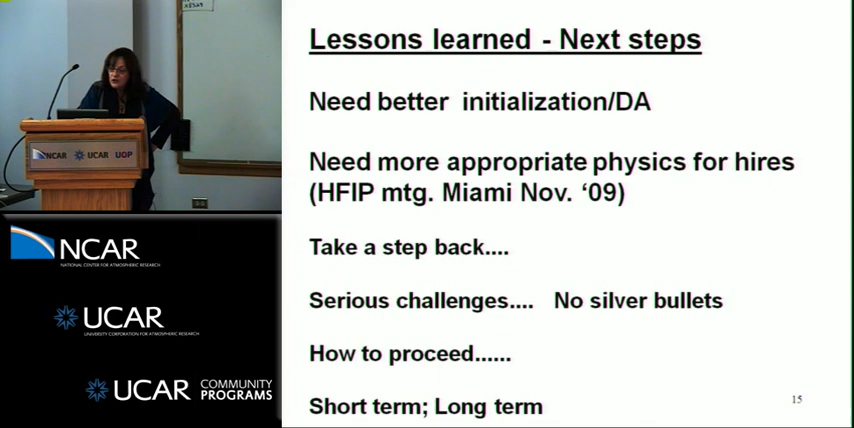 Lessons learned - Next steps
Need better initialization/DA
Need more appropriate physics for hires
(HFIP mtg. Miami Nov. ‘09)
Take a step back....
Serious challenges.... No silver bullets
How to proceed......
Short term; Long term
15
NCAR UCAR UOP
NCAR
NATIONAL CENTER FOR ATMOSPHERIC RESEARCH
UCAR
UNIVERSITY CORPORATION FOR ATMOSPHERIC RESEARCH
UCAR COMMUNITY
PROGRAMS